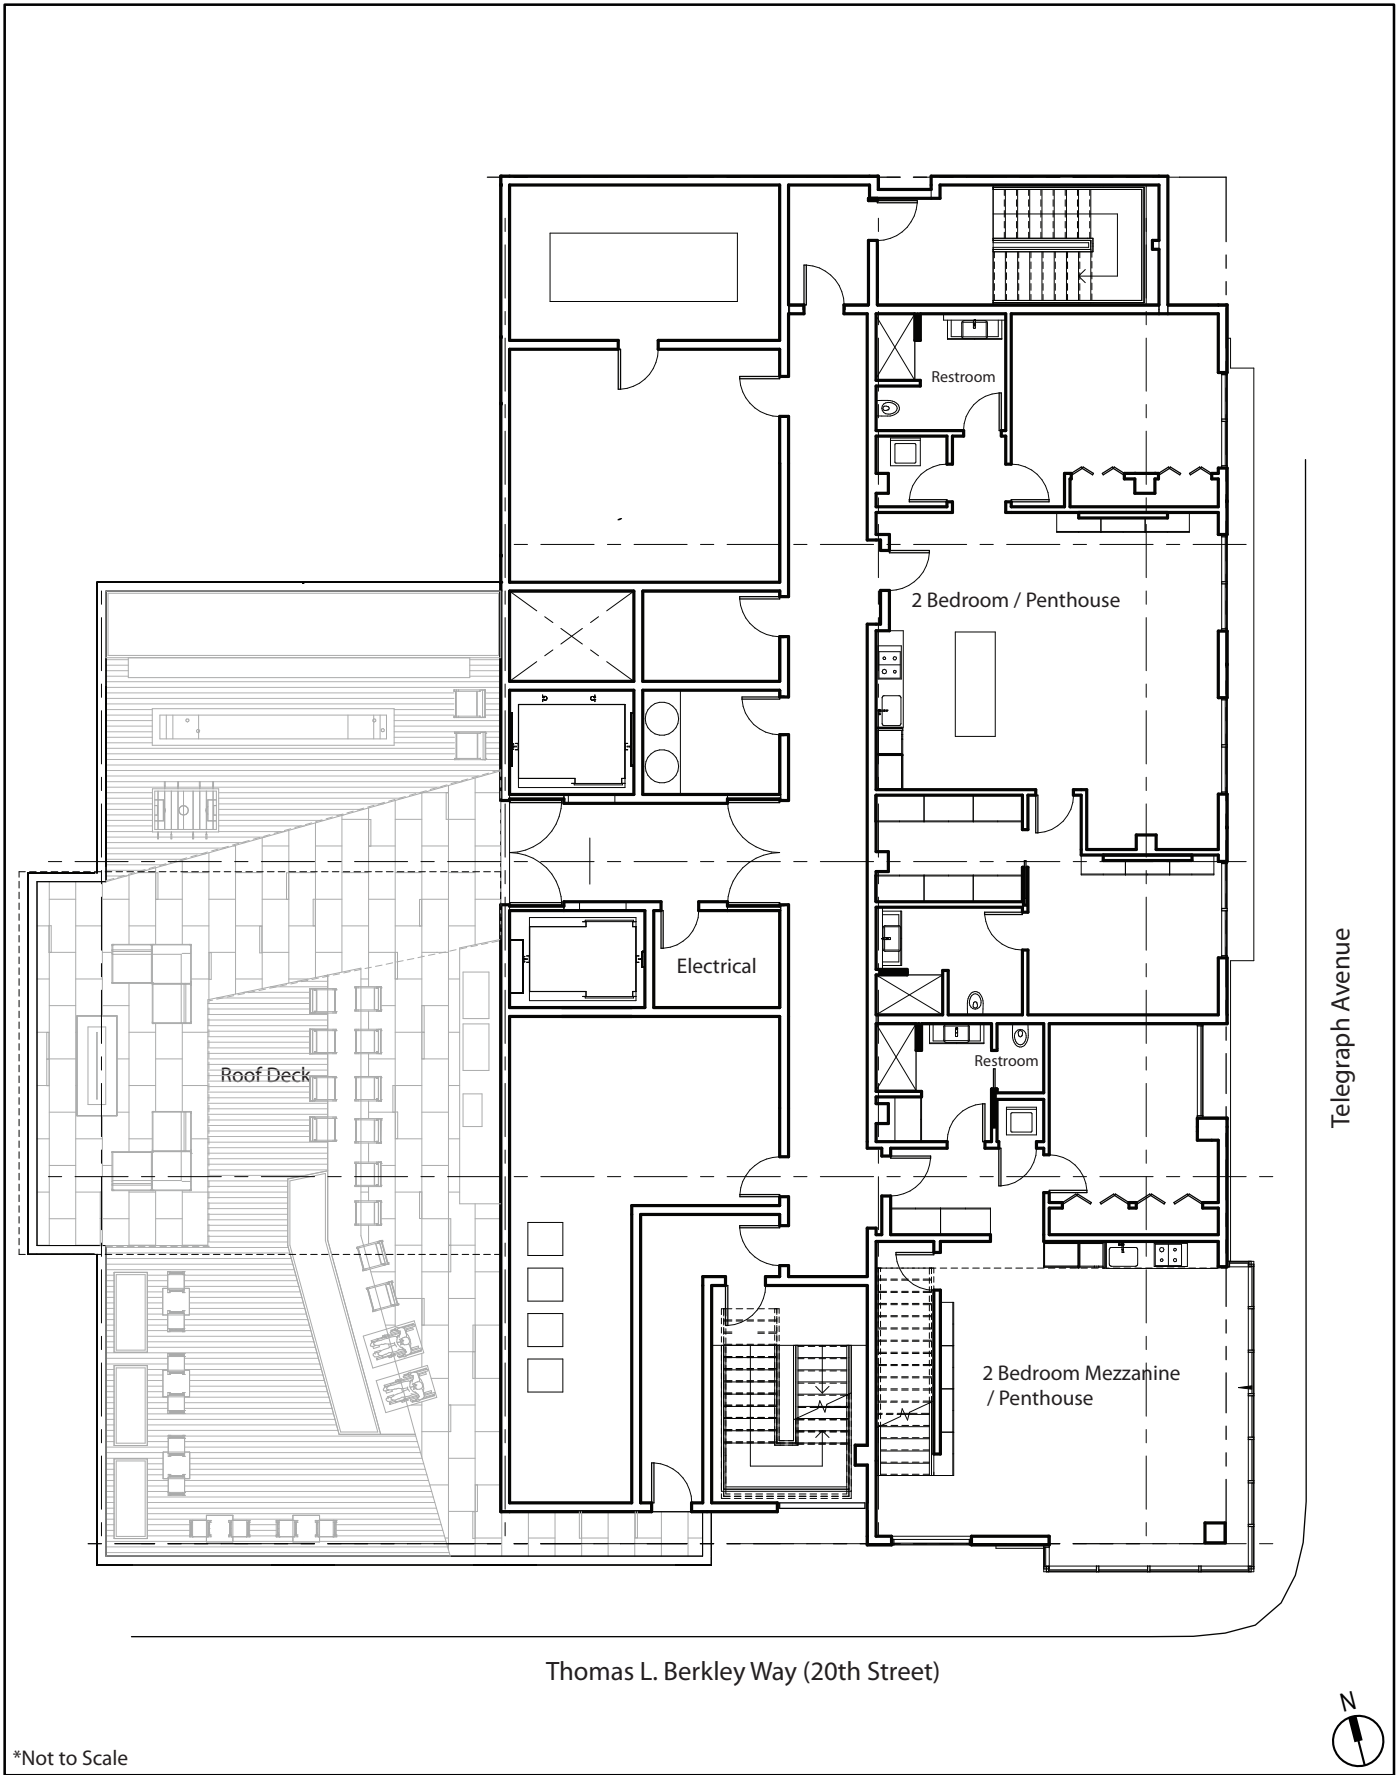 Restroom
2 Bedroom / Penthouse
Electrical
Telegraph Avenue
Restroom
Roof Deck
2 Bedroom Mezzanine
/ Penthouse
Thomas L. Berkley Way (20th Street)
N
*Not to Scale